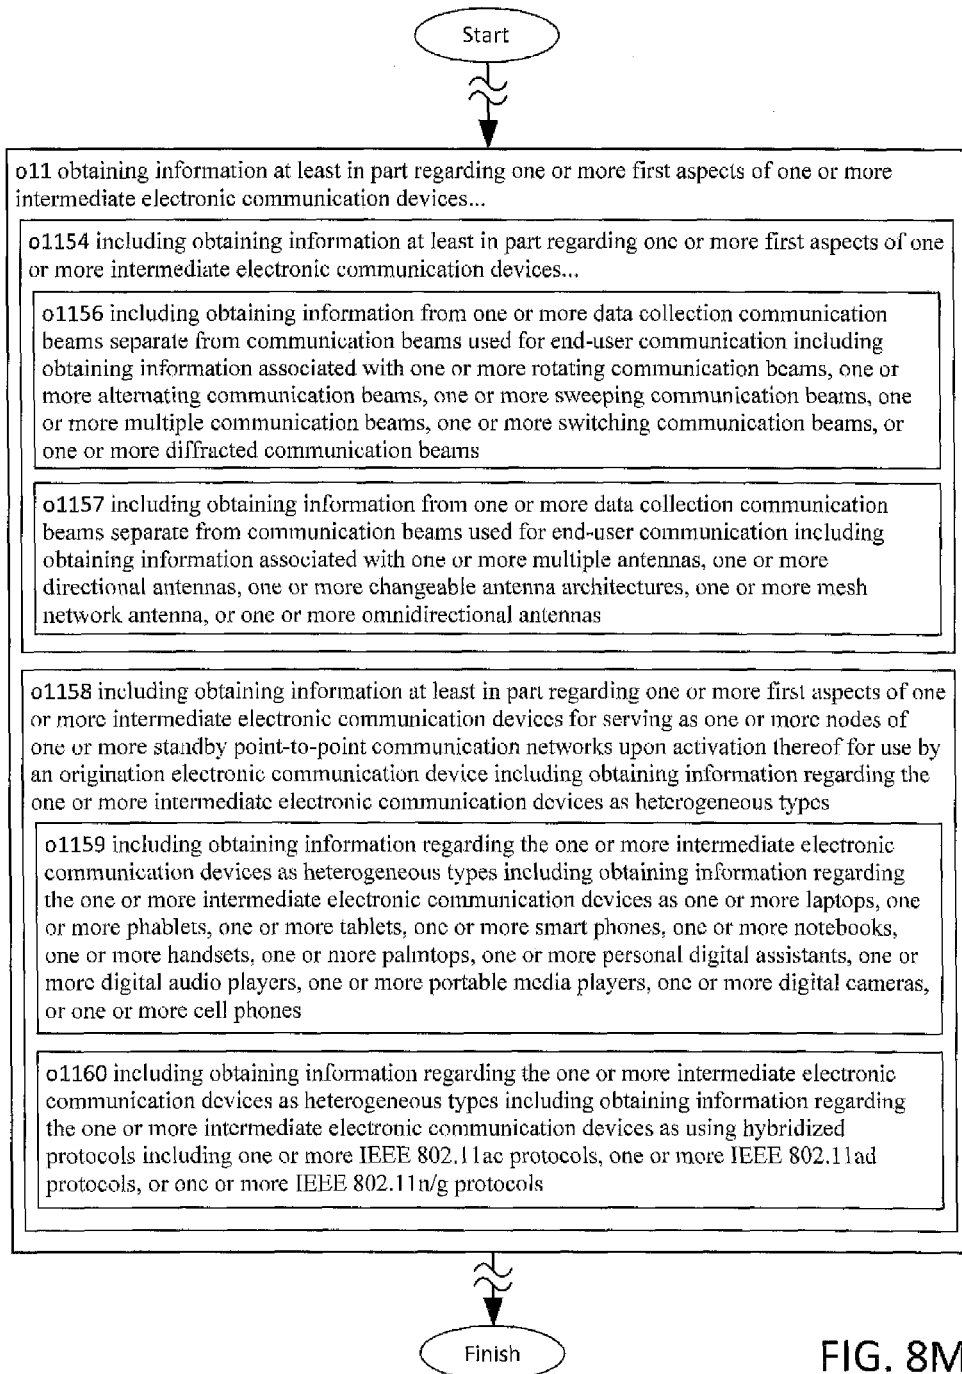 Start
o11 obtaining information at least in part regarding one or more first aspects of one or more
intermediate electronic communication devices...
o1154 including obtaining information at least in part regarding one or more first aspects of one
or more intermediate electronic communication devices...
o1156 including obtaining information from one or more data collection communication
beams separate from communication beams used for end-user communication including
obtaining information associated with one or more rotating communication beams, one or
more alternating communication beams, one or more sweeping communication beams, one
or more multiple communication beams, one or more switching communication beams, or
one or more diffracted communication beams
o1157 including obtaining information from one or more data collection communication
beams separate from communication beams used for end-user communication including
obtaining information associated with one or more multiple antennas, one or more
directional antennas, one or more changeable antenna architectures, one or more mesh
network antenna, or one or more omnidirectional antennas
o1158 including obtaining information at least in part regarding one or more first aspects of one
or more intermediate electronic communication devices for serving as one or more nodes of
one or more standby point-to-point communication networks upon activation thereof for use by
an origination electronic communication device including obtaining information regarding the
one or more intermediate electronic communication devices as heterogeneous types
o1159 including obtaining information regarding the one or more intermediate electronic
communication devices as heterogeneous types including obtaining information regarding
the one or more intermediate electronic communication devices as one or more laptops, one
or more phablets, one or more tablets, one or more smart phones, one or more notebooks,
one or more handsets, one or more palmtops, one or more personal digital assistants, one or
more digital audio players, one or more portable media players, one or more digital cameras,
or one or more cell phones
o1160 including obtaining information regarding the one or more intermediate electronic
communication devices as heterogeneous types including obtaining information regarding
the one or more intermediate electronic communication devices as using hybridized
protocols including one or more IEEE 802.11ac protocols, one or more IEEE 802.11ad
protocols, or one or more IEEE 802.11n/g protocols
Finish
FIG. 8M